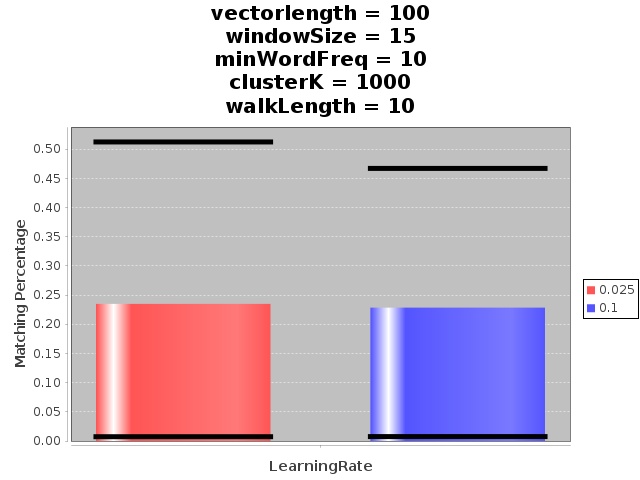 vectorlength = 100
windowSize = 15
minWordFreq = 10
clusterK = 1000
walkLength = 10
Matching Percentage
0.50
0.45
0.40
0.35
0.30
0.25
0.20
0.15
0.10
0.05
0.00
LearningRate
0.025
0.1